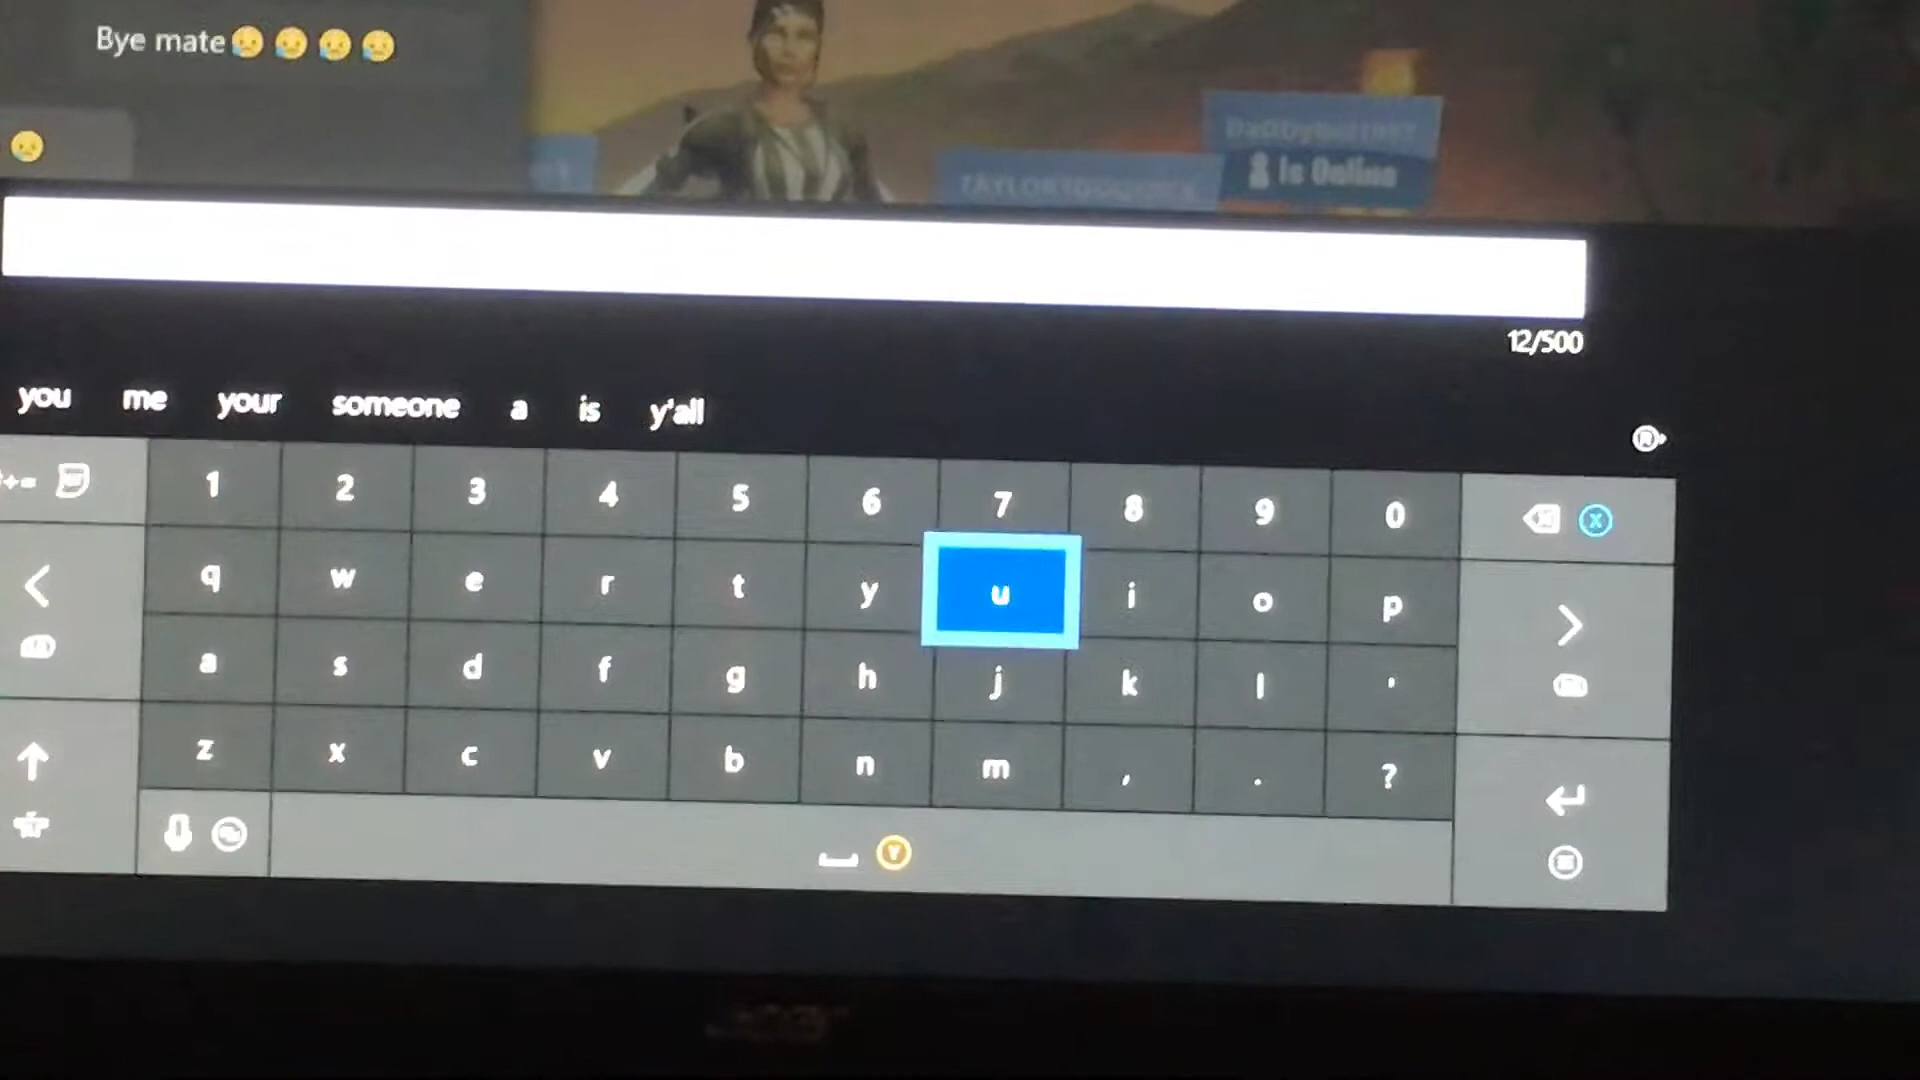 Bye mate😥😥😥😥
😥
is Online
12/500
you me your someone a is y'all
1 2 3 4 5 6 7 8 9 0
X
q w e r t y u i o p
a s d f g h j k l '
z x c v b n m , . ?
Y
acer